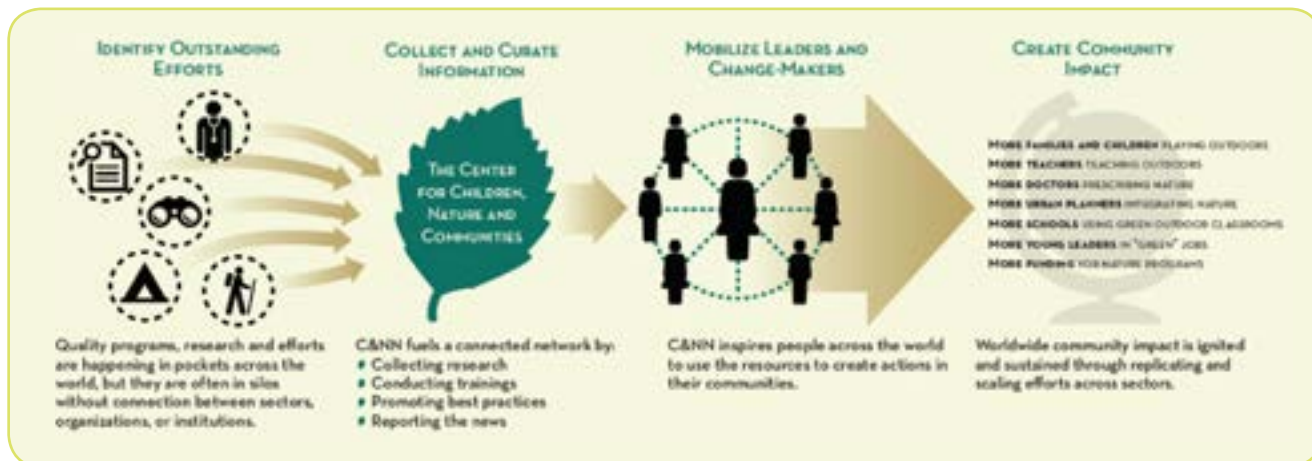 IDENTIFY OUTSTANDING
EFFORTS
COLLECT AND CURATE
INFORMATION
MOBILIZE LEADERS AND
CHANGE-MAKERS
CREATE COMMUNITY
IMPACT
THE CENTER
FOR CHILDREN,
NATURE AND
COMMUNITIES
MORE FAMILIES AND CHILDREN PLAYING OUTDOORS
MORE TEACHERS TEACHING OUTDOORS
MORE DOCTORS PRESCRIBING NATURE
MORE URBAN PLANNERS INTEGRATING NATURE
MORE SCHOOLS USING GREEN OUTDOOR CLASSROOMS
MORE YOUNG LEADERS IN "GREEN" JOBS
MORE FUNDING FOR NATURE PROGRAMS
Quality programs, research and efforts
are happening in pockets across the
world, but they are often in silos
without connection between sectors,
organizations, or institutions.
C&NN fuels a connected network by:
Collecting research
Conducting trainings
Promoting best practices
Reporting the news
C&NN inspires people across the world
to use the resources to create actions in
their communities.
Worldwide community impact is ignited
and sustained through replicating and
scaling efforts across sectors.